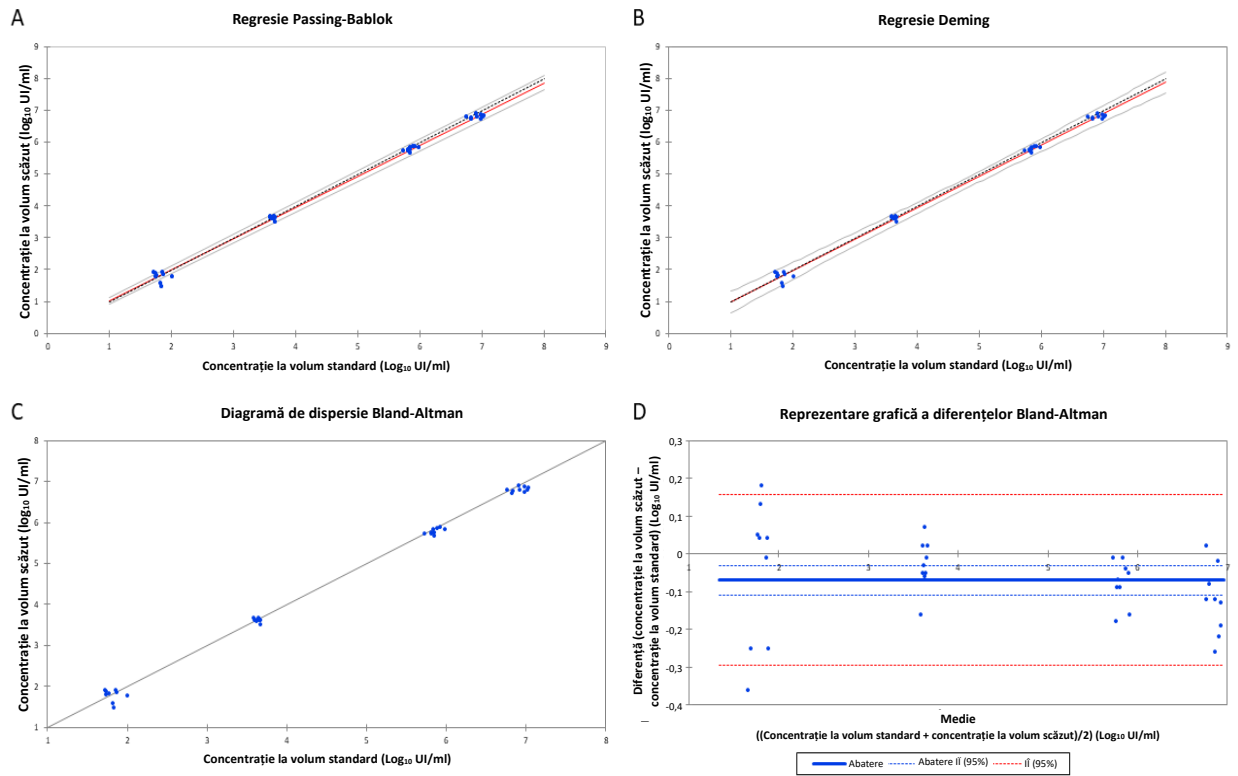 A
Regresie Passing-Bablok
Concentrație la volum scăzut (log₁₀ UI/ml)
9
8
7
6
5
4
3
2
1
0
0 1 2 3 4 5 6 7 8 9
Concentrație la volum standard (Log₁₀ UI/ml)
B
Regresie Deming
Concentrație la volum scăzut (log₁₀ UI/ml)
9
8
7
6
5
4
3
2
1
0
0 1 2 3 4 5 6 7 8 9
Concentrație la volum standard (Log₁₀ UI/ml)
C
Diagramă de dispersie Bland-Altman
Concentrație la volum scăzut (log₁₀ UI/ml)
8
7
6
5
4
3
2
1
1 2 3 4 5 6 7 8
Concentrație la volum standard (Log₁₀ UI/ml)
D
Reprezentare grafică a diferențelor Bland-Altman
Diferență (concentrație la volum scăzut –
concentrație la volum standard) (Log₁₀ UI/ml)
0,3
0,2
0,1
0
-0,1
-0,2
-0,3
-0,4
1 2 3 4 5 6 7
Medie
((Concentrație la volum standard + concentrație la volum scăzut)/2) (Log₁₀ UI/ml)
Abatere Abatere IÎ (95%) IÎ (95%)